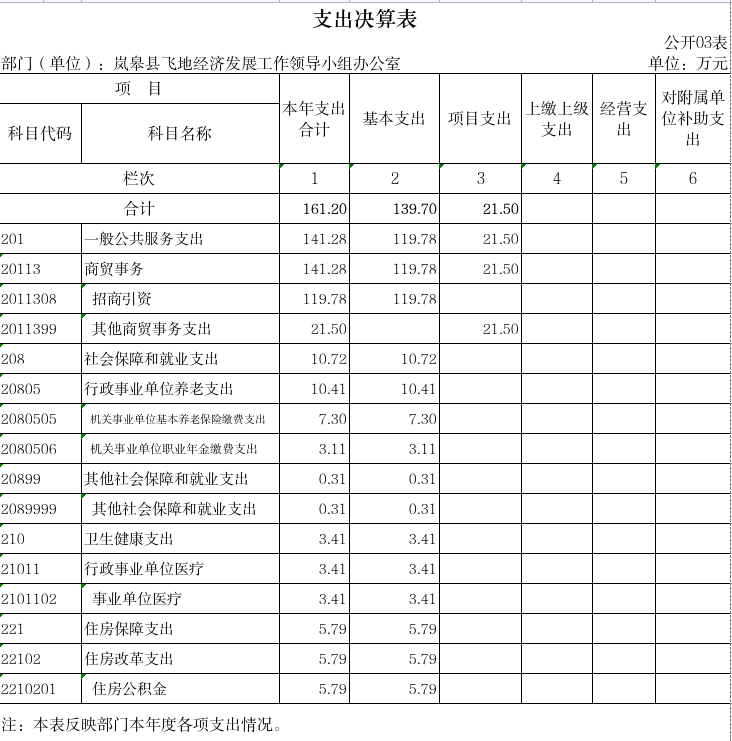 支出决算表
公开03表
部门（单位）：岚皋县飞地经济发展工作领导小组办公室 单位：万元
项 目 本年支出合计 基本支出 项目支出 上缴上级支出 经营支出 对附属单位补助支出
科目代码 科目名称
栏次 1 2 3 4 5 6
合计 161.20 139.70 21.50
201 一般公共服务支出 141.28 119.78 21.50
20113 商贸事务 141.28 119.78 21.50
2011308 招商引资 119.78 119.78
2011399 其他商贸事务支出 21.50 21.50
208 社会保障和就业支出 10.72 10.72
20805 行政事业单位养老支出 10.41 10.41
2080505 机关事业单位基本养老保险缴费支出 7.30 7.30
2080506 机关事业单位职业年金缴费支出 3.11 3.11
20899 其他社会保障和就业支出 0.31 0.31
2089999 其他社会保障和就业支出 0.31 0.31
210 卫生健康支出 3.41 3.41
21011 行政事业单位医疗 3.41 3.41
2101102 事业单位医疗 3.41 3.41
221 住房保障支出 5.79 5.79
22102 住房改革支出 5.79 5.79
2210201 住房公积金 5.79 5.79
注：本表反映部门本年度各项支出情况。